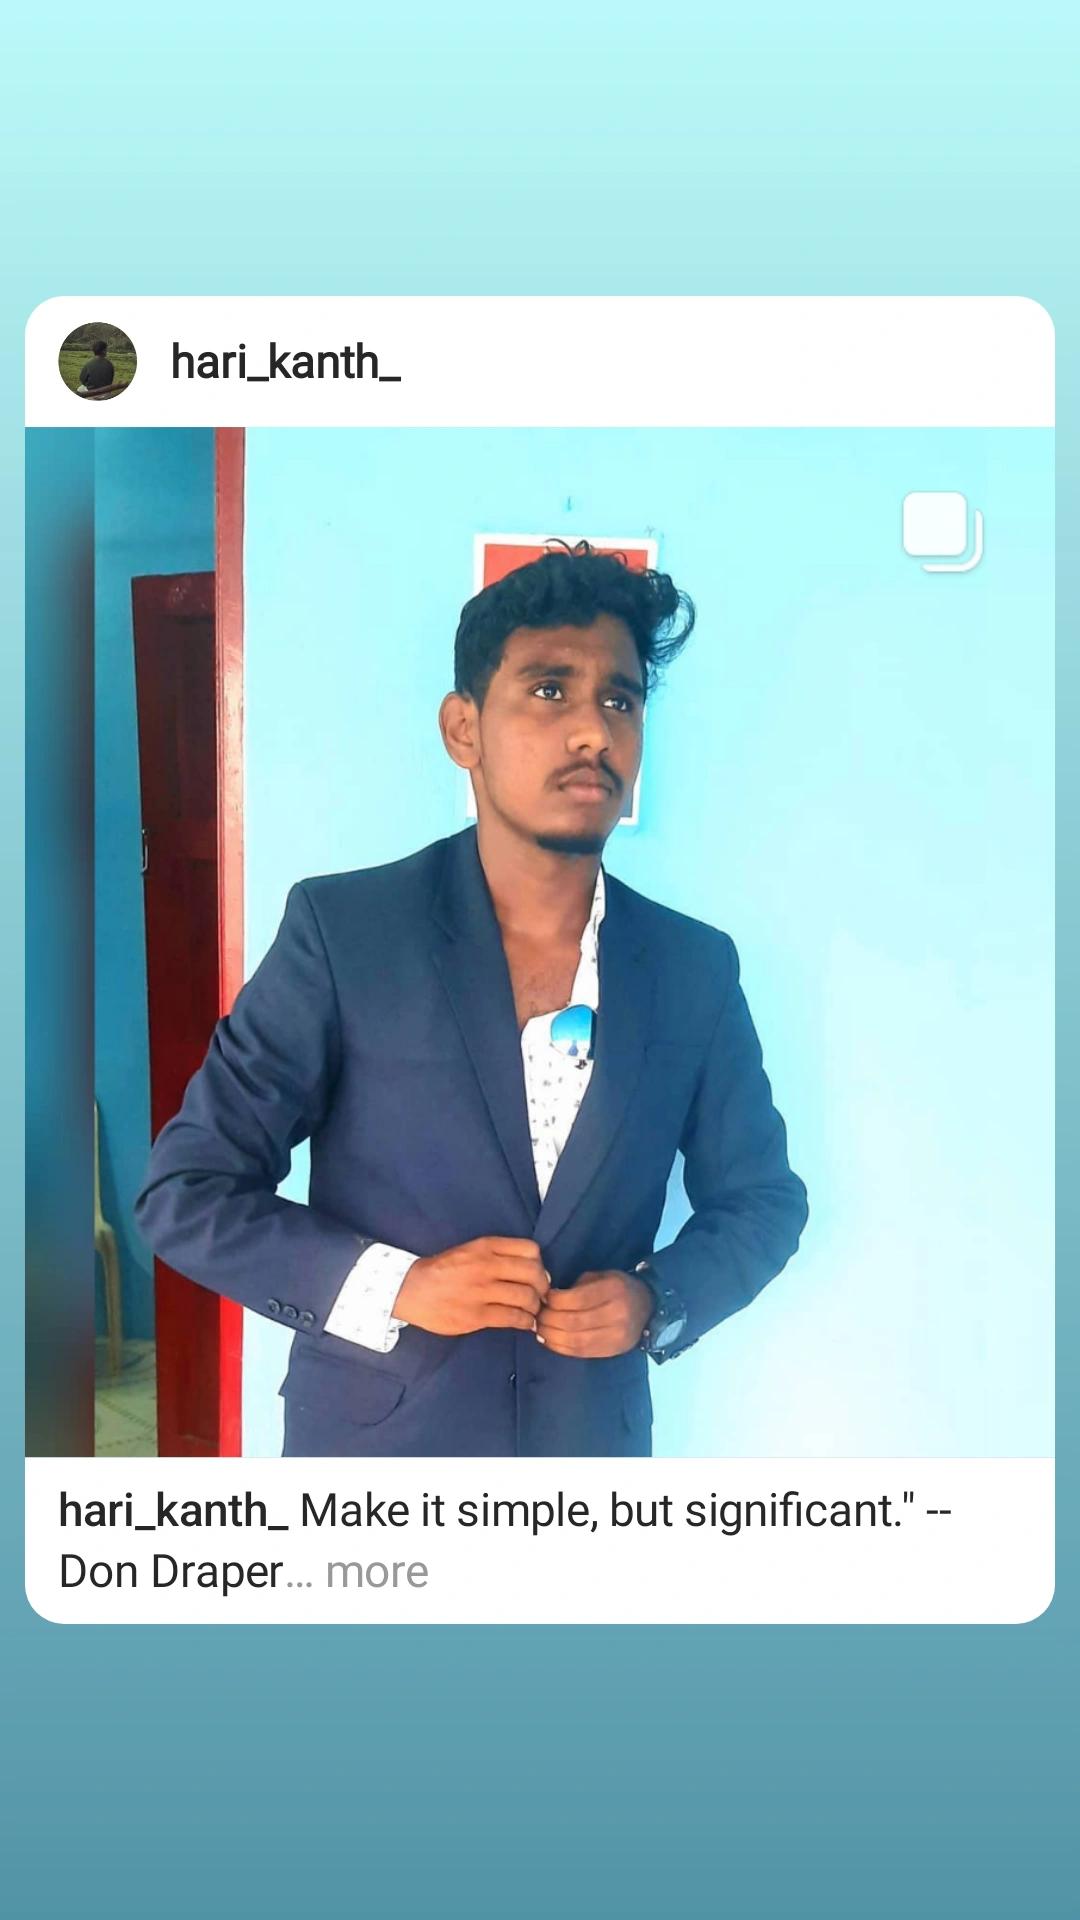 hari_kanth_
hari_kanth_ Make it simple, but significant." --
Don Draper... more